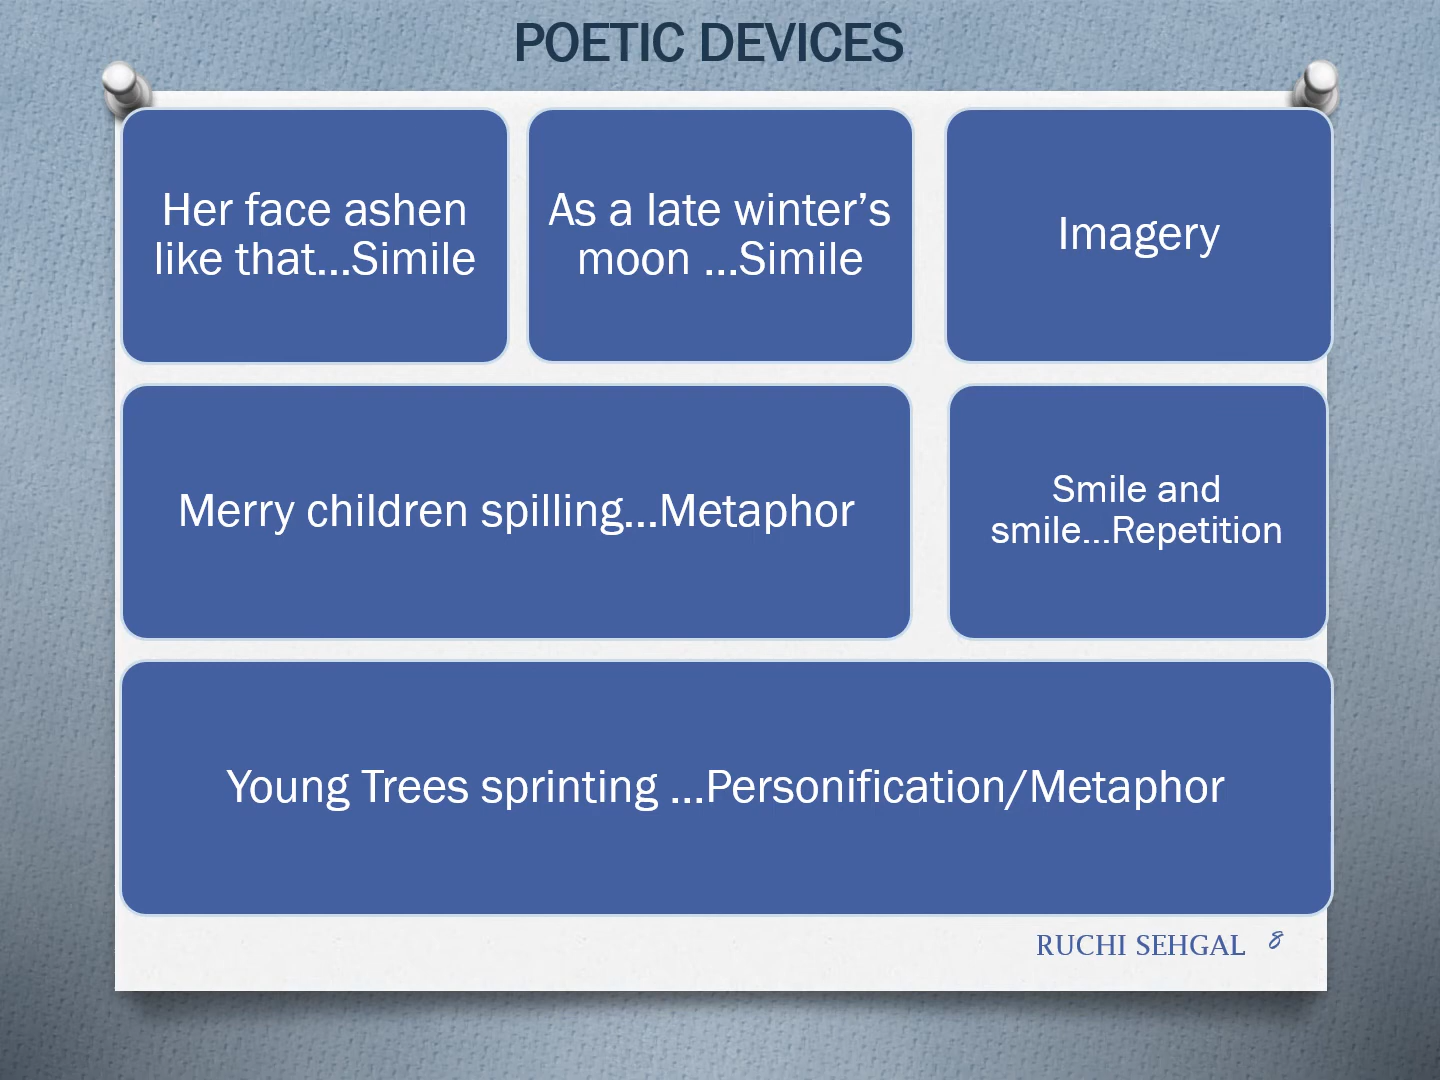 POETIC DEVICES
Her face ashen
like that...Simile
As a late winter’s
moon ...Simile
Imagery
Merry children spilling...Metaphor
Smile and
smile...Repetition
Young Trees sprinting ...Personification/Metaphor
RUCHI SEHGAL 8